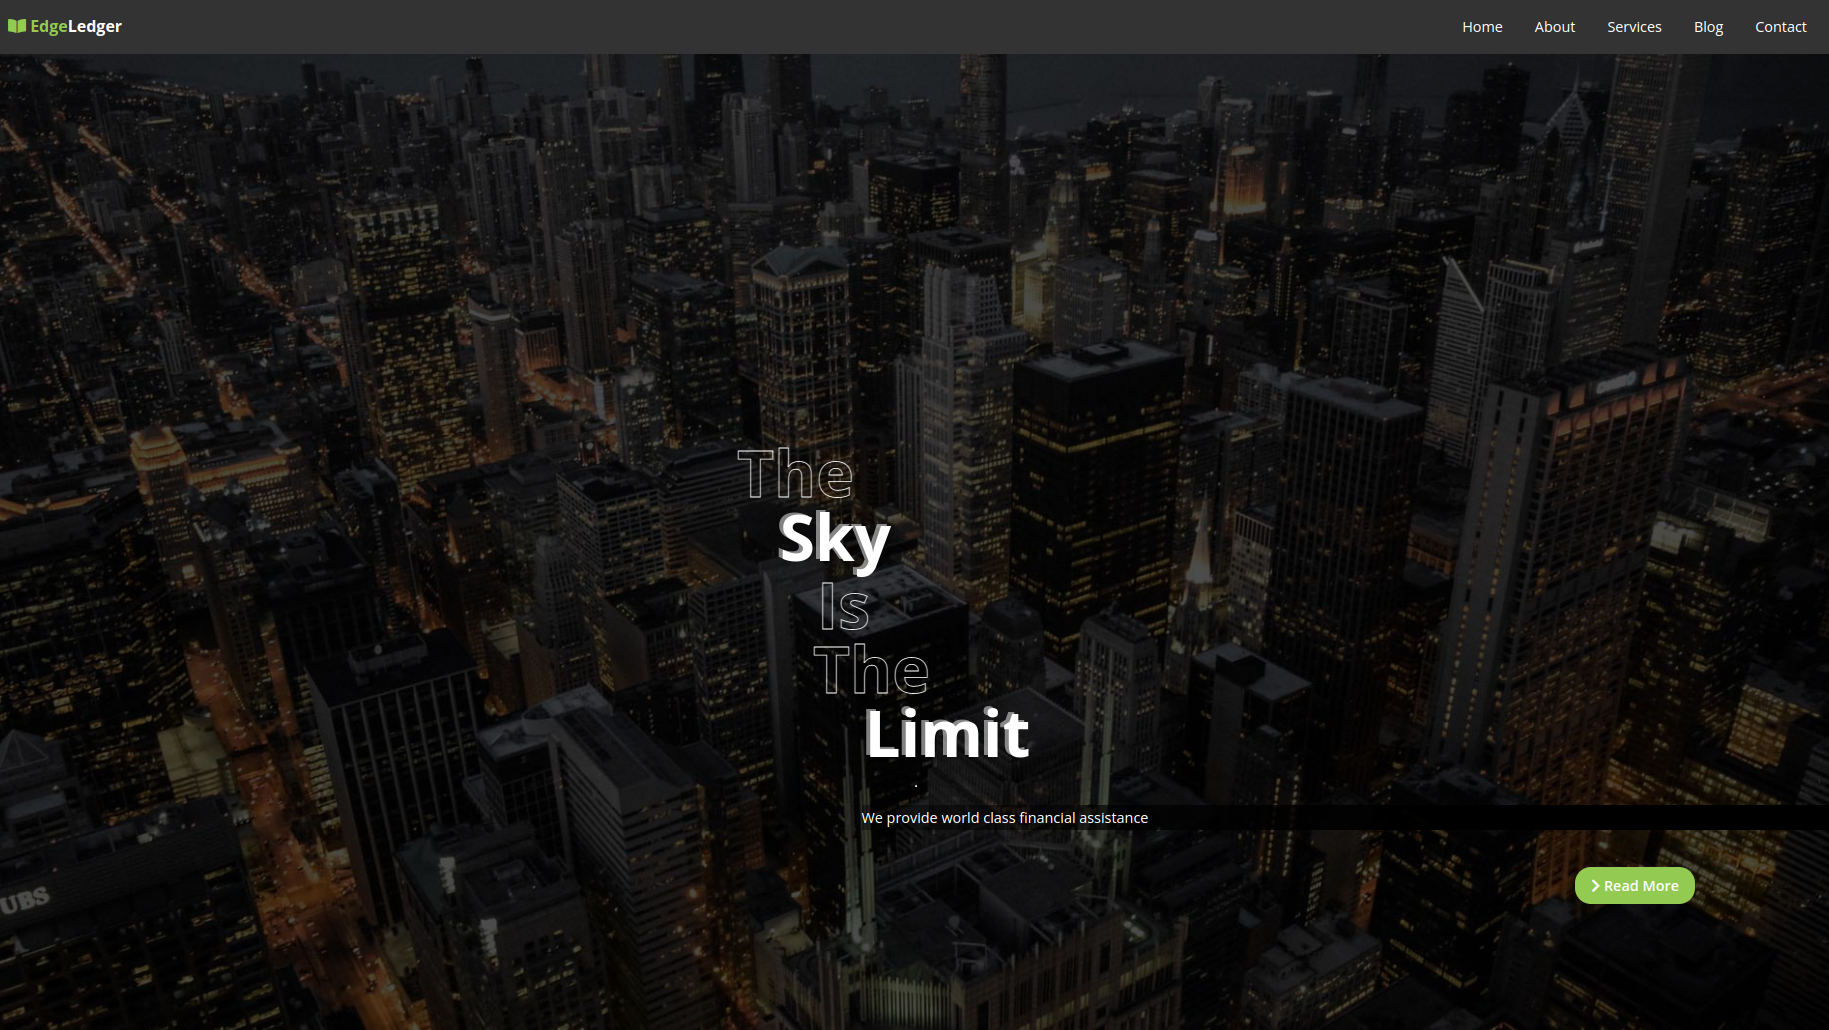 EdgeLedger
Home About Services Blog Contact
The
Sky
Is
The
Limit
.
We provide world class financial assistance
Read More
UBS